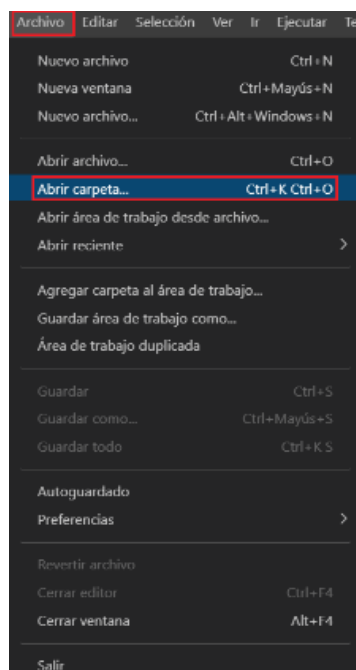 Archivo Editar Selección Ver Ir Ejecutar Te
Nuevo archivo Ctrl+N
Nueva ventana Ctrl+Mayús+N
Nuevo archivo... Ctrl+Alt+Windows+N
Abrir archivo... Ctrl+O
Abrir carpeta... Ctrl+K Ctrl+O
Abrir área de trabajo desde archivo...
Abrir reciente
Agregar carpeta al área de trabajo...
Guardar área de trabajo como...
Área de trabajo duplicada
Guardar Ctrl+S
Guardar como... Ctrl+Mayús+S
Guardar todo Ctrl+K S
Autoguardado
Preferencias
Revertir archivo
Cerrar editor Ctrl+F4
Cerrar ventana Alt+F4
Salir